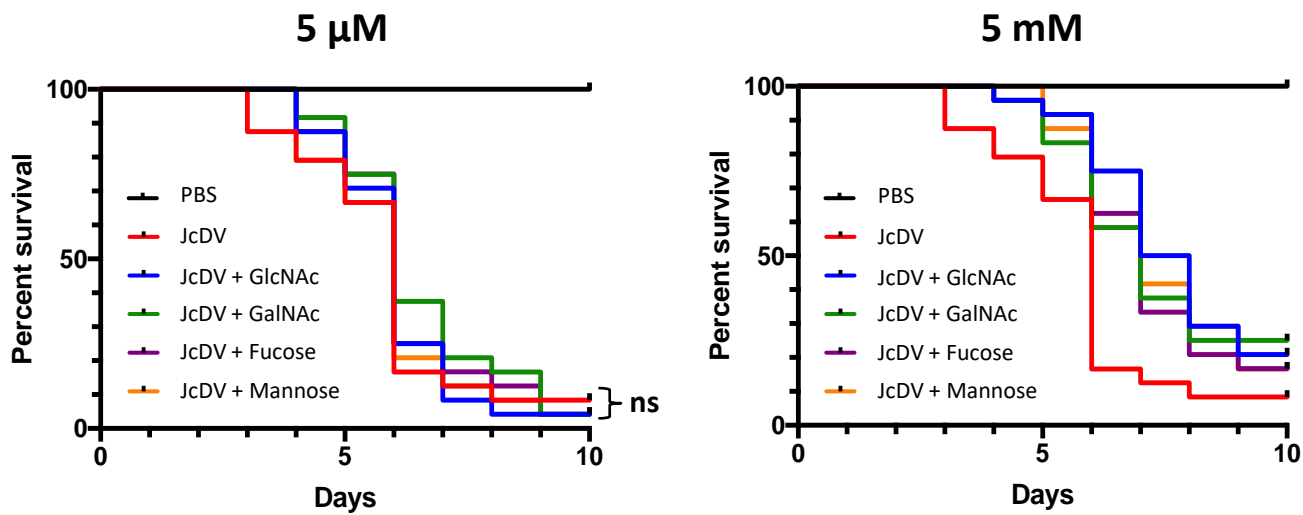 5 µM
Percent survival
100
50
0
PBS
JcDV
JcDV + GlcNAc
JcDV + GalNAc
JcDV + Fucose
JcDV + Mannose
ns
0
5
10
Days
5 mM
Percent survival
100
50
0
PBS
JcDV
JcDV + GlcNAc
JcDV + GalNAc
JcDV + Fucose
JcDV + Mannose
0
5
10
Days